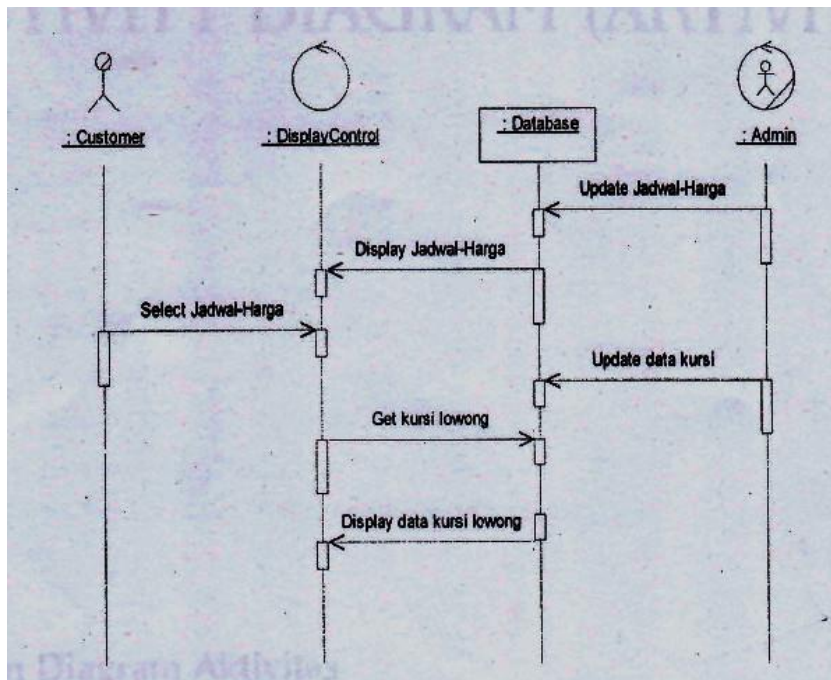 : Customer
: DisplayControl
: Database
: Admin
Update Jadwal-Harga
Display Jadwal-Harga
Select Jadwal-Harga
Update data kursi
Get kursi lowong
Display data kursi lowong